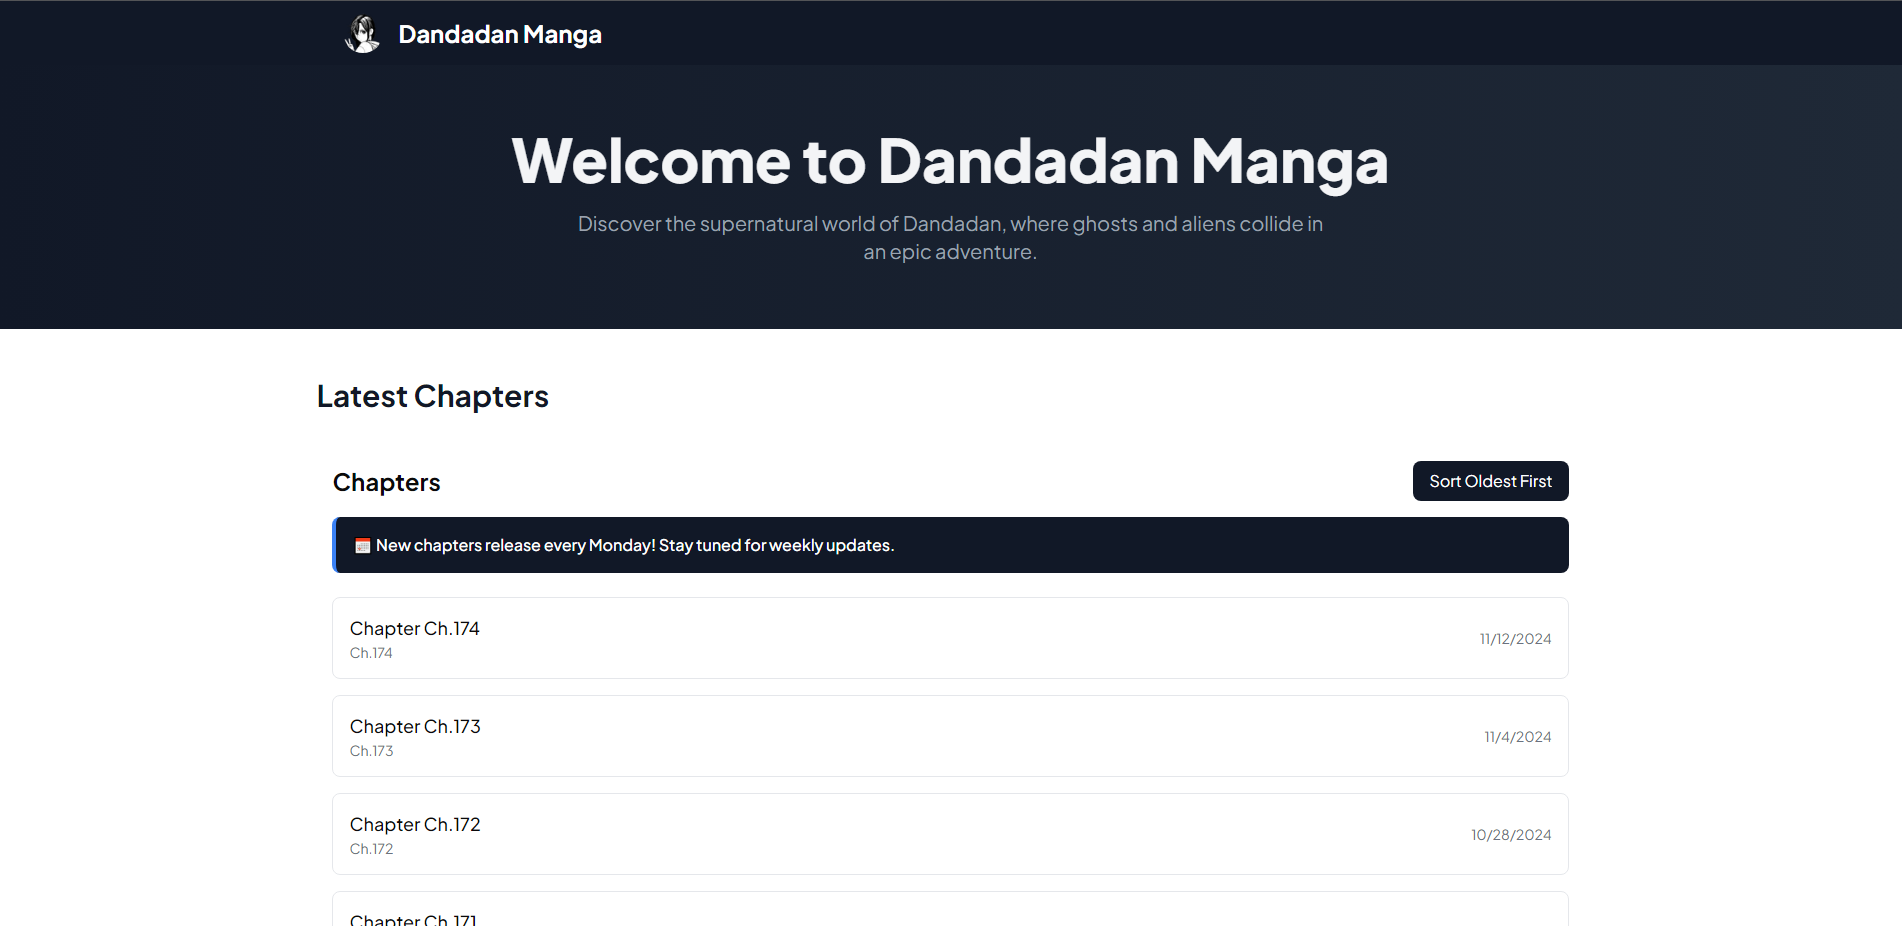 Dandadan Manga
Welcome to Dandadan Manga
Discover the supernatural world of Dandadan, where ghosts and aliens collide in
an epic adventure.
Latest Chapters
Chapters
Sort Oldest First
New chapters release every Monday! Stay tuned for weekly updates.
Chapter Ch.174
Ch.174
11/12/2024
Chapter Ch.173
Ch.173
11/4/2024
Chapter Ch.172
Ch.172
10/28/2024
Chapter Ch.171